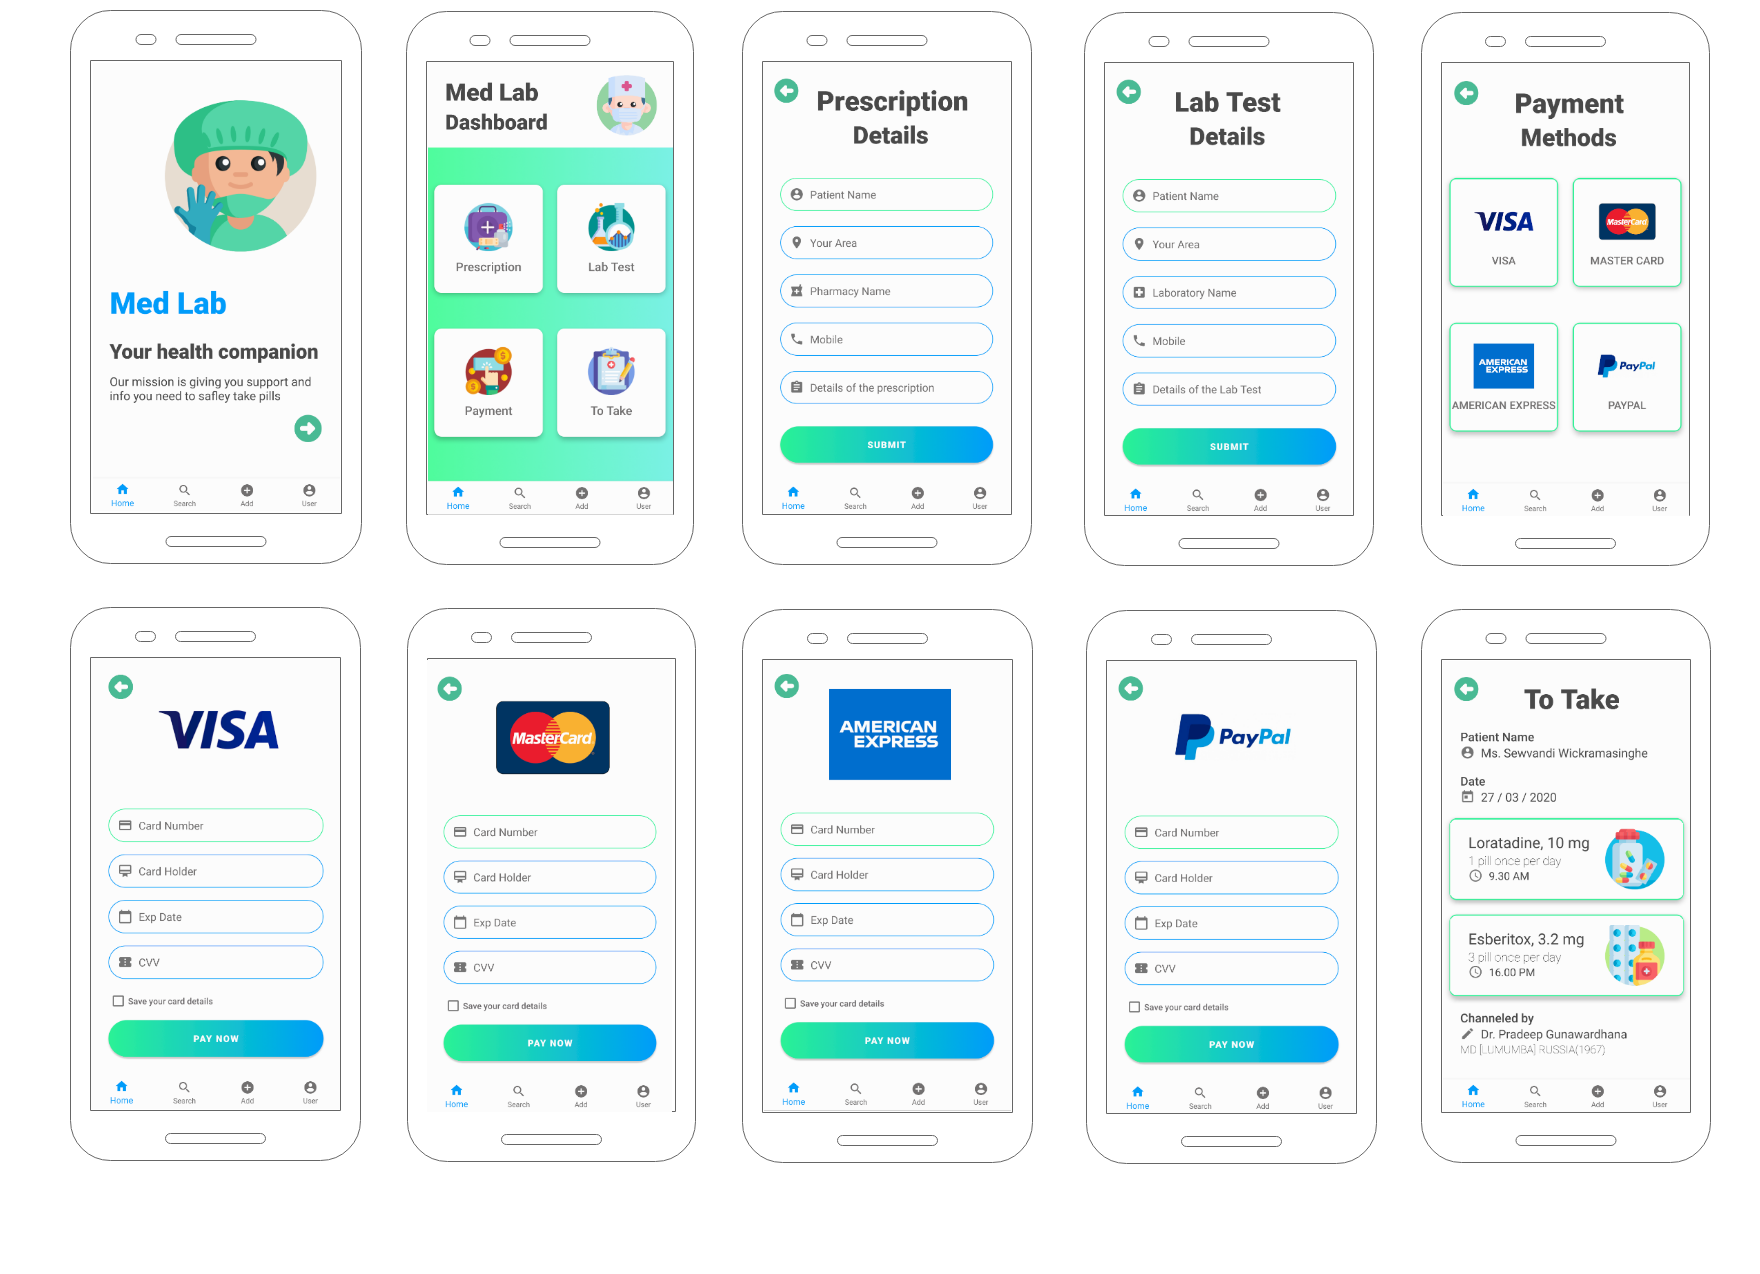 Med Lab
Your health companion
Our mission is giving you support and
info you need to safley take pills
Home
Search
Add
User
Med Lab
Dashboard
Prescription
Lab Test
Payment
To Take
Home
Search
Add
User
Prescription
Details
Patient Name
Your Area
Pharmacy Name
Mobile
Details of the prescription
SUBMIT
Home
Search
Add
User
Lab Test
Details
Patient Name
Your Area
Laboratory Name
Mobile
Details of the Lab Test
SUBMIT
Home
Search
Add
User
Payment
Methods
VISA
VISA
MasterCard
MASTER CARD
AMERICAN
EXPRESS
AMERICAN EXPRESS
PayPal
PAYPAL
Home
Search
Add
User
VISA
Card Number
Card Holder
Exp Date
CVV
Save your card details
PAY NOW
Home
Search
Add
User
MasterCard
Card Number
Card Holder
Exp Date
CVV
Save your card details
PAY NOW
Home
Search
Add
User
AMERICAN
EXPRESS
Card Number
Card Holder
Exp Date
CVV
Save your card details
PAY NOW
Home
Search
Add
User
PayPal
Card Number
Card Holder
Exp Date
CVV
Save your card details
PAY NOW
Home
Search
Add
User
To Take
Patient Name
Ms. Sewvandi Wickramasinghe
Date
27 / 03 / 2020
Loratadine, 10 mg
1 pill once per day
9.30 AM
Esberitox, 3.2 mg
3 pill once per day
16.00 PM
Channeled by
Dr. Pradeep Gunawardhana
MD [LUMUMBA] RUSSIA(1967)
Home
Search
Add
User